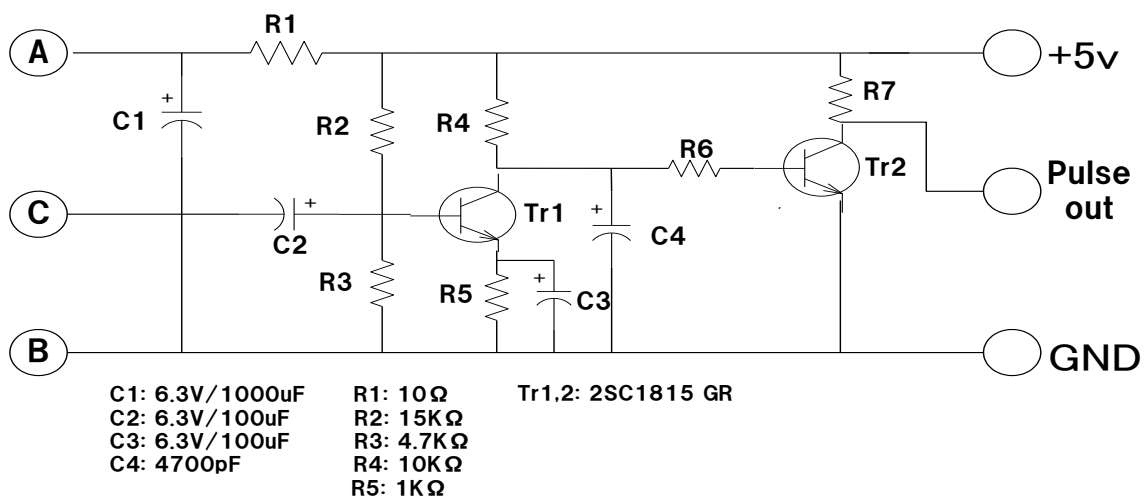 R1
A
+5v
C1
+
R2
R4
R7
R6
Tr2
C
+
C2
Tr1
+
C4
Pulse
out
R3
R5
+
C3
B
GND
C1: 6.3V/1000uF
C2: 6.3V/100uF
C3: 6.3V/100uF
C4: 4700pF
R1: 10Ω
R2: 15KΩ
R3: 4.7KΩ
R4: 10KΩ
R5: 1KΩ
Tr1,2: 2SC1815 GR